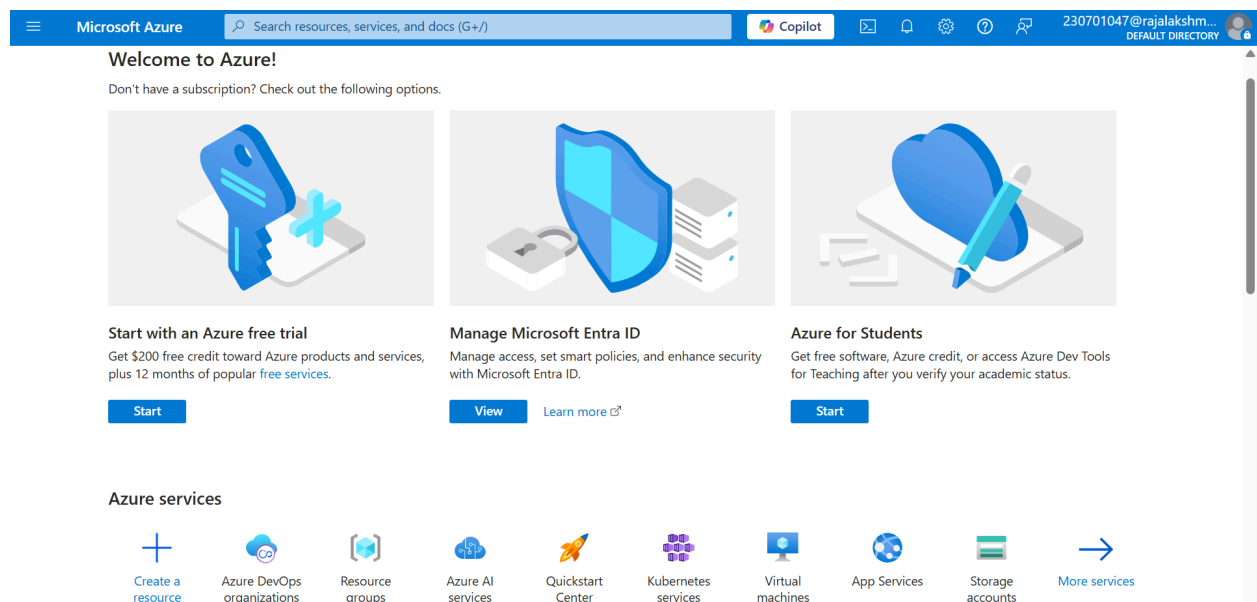 Microsoft Azure
Search resources, services, and docs (G+/)
Copilot
230701047@rajalakshm...
DEFAULT DIRECTORY
Welcome to Azure!
Don't have a subscription? Check out the following options.
Start with an Azure free trial
Get $200 free credit toward Azure products and services,
plus 12 months of popular free services.
Start
Manage Microsoft Entra ID
Manage access, set smart policies, and enhance security
with Microsoft Entra ID.
View
Learn more
Azure for Students
Get free software, Azure credit, or access Azure Dev Tools
for Teaching after you verify your academic status.
Start
Azure services
Create a
resource
Azure DevOps
organizations
Resource
groups
Azure AI
services
Quickstart
Center
Kubernetes
services
Virtual
machines
App Services
Storage
accounts
More services